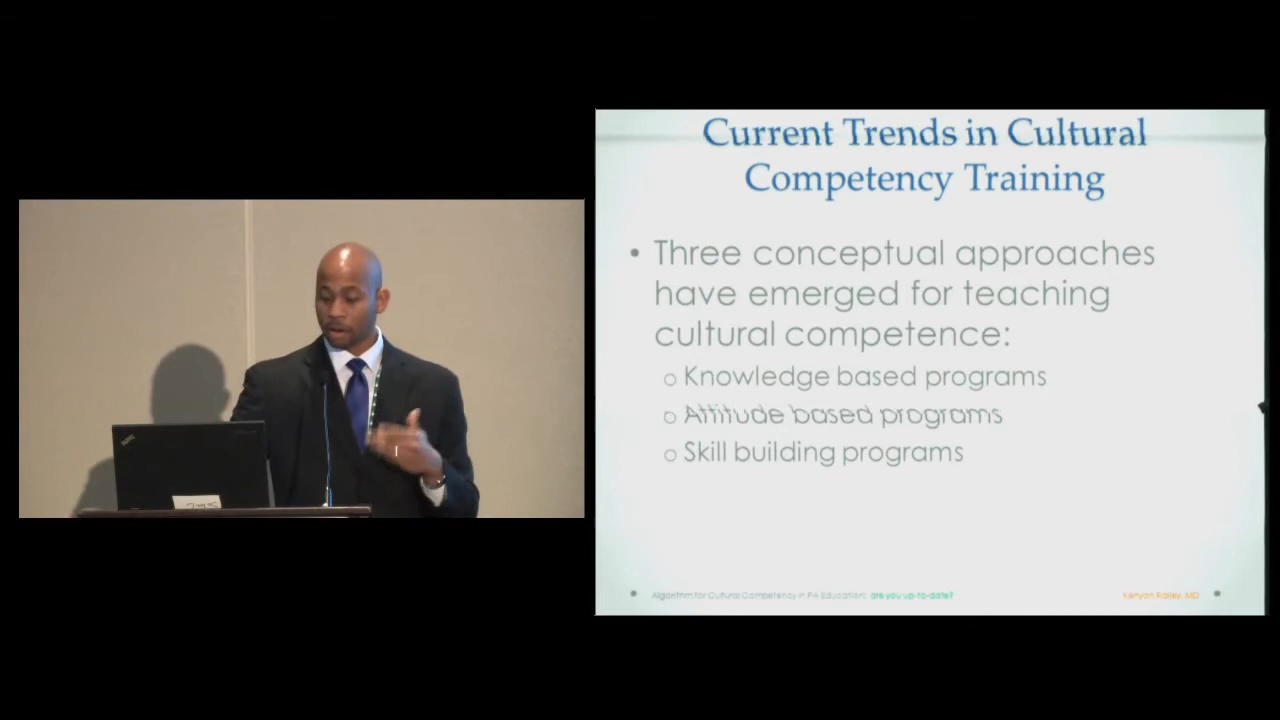 Current Trends in Cultural
Competency Training
• Three conceptual approaches
have emerged for teaching
cultural competence:
o Knowledge based programs
o Attitude based programs
o Skill building programs
Algorithm for Cultural Competency in PA Education: are you up-to-date?
Kenyon Railey, MD